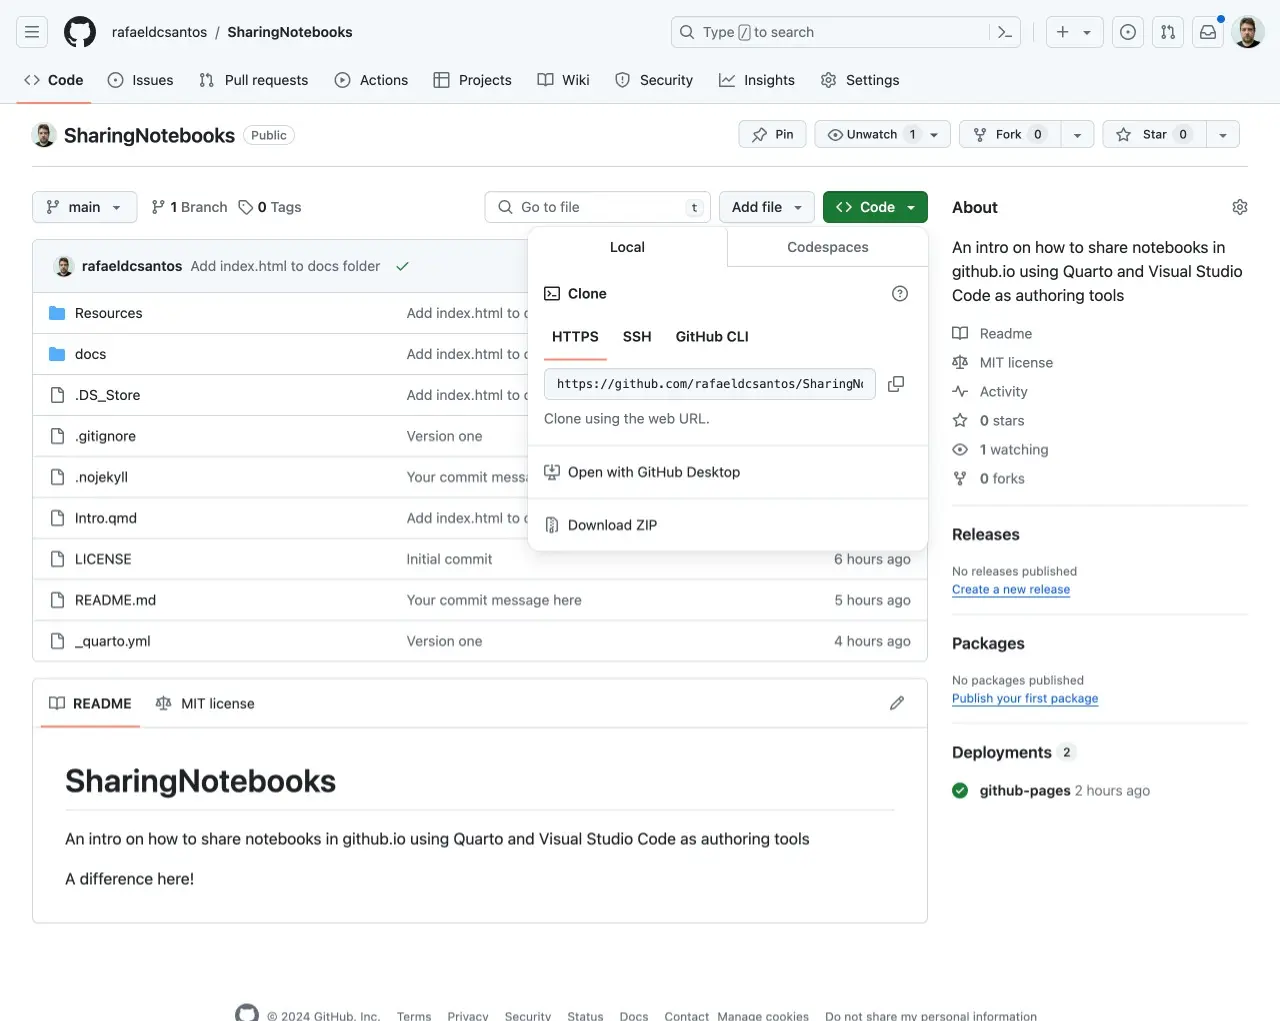 rafaeldcsantos / SharingNotebooks
Type / to search
Code Issues Pull requests Actions Projects Wiki Security Insights Settings
SharingNotebooks Public
Pin Unwatch 1 Fork 0 Star 0
main 1 Branch 0 Tags Go to file t Add file Code
rafaeldcsantos Add index.html to docs folder
Resources Add index.html to
docs Add index.html to
.DS_Store Add index.html to
.gitignore Version one
.nojekyll Your commit mess
Intro.qmd Add index.html to
LICENSE Initial commit 6 hours ago
README.md Your commit message here 5 hours ago
_quarto.yml Version one 4 hours ago
Local Codespaces
Clone
HTTPS SSH GitHub CLI
https://github.com/rafaeldcsantos/SharingN
Clone using the web URL.
Open with GitHub Desktop
Download ZIP
README MIT license
SharingNotebooks
An intro on how to share notebooks in github.io using Quarto and Visual Studio Code as authoring tools
A difference here!
About
An intro on how to share notebooks in
github.io using Quarto and Visual Studio
Code as authoring tools
Readme
MIT license
Activity
0 stars
1 watching
0 forks
Releases
No releases published
Create a new release
Packages
No packages published
Publish your first package
Deployments 2
github-pages 2 hours ago
© 2024 GitHub, Inc. Terms Privacy Security Status Docs Contact Manage cookies Do not share my personal information